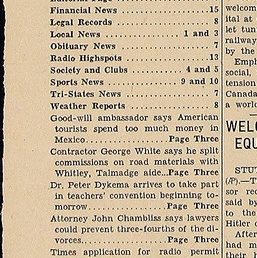 Financial News 15
Legal Records 8
Local News 1 and 3
Obituary News 7
Radio Highspots 13
Society and Clubs 4 and 5
Sports News 9 and 10
Tri-States News 7
Weather Reports 8
Good-will ambassador says American
tourists spend too much money in
Mexico Page Three
Contractor George White says he split
commissions on road materials with
Whitley, Talmadge aide...Page Three
Dr. Peter Dykema arrives to take part
in teachers' convention beginning to-
morrow Page Three
Attorney John Chambliss says lawyers
could prevent three-fourths of the di-
vorces Page Three
Times application for radio permit
welcom
ital at
let tun
railway
by the
Emph
social,
tension
Canada
a world
WEL
EQU
STUT
(AP).—T
sor rec
said by
to the
Hitler
After
had m
their h